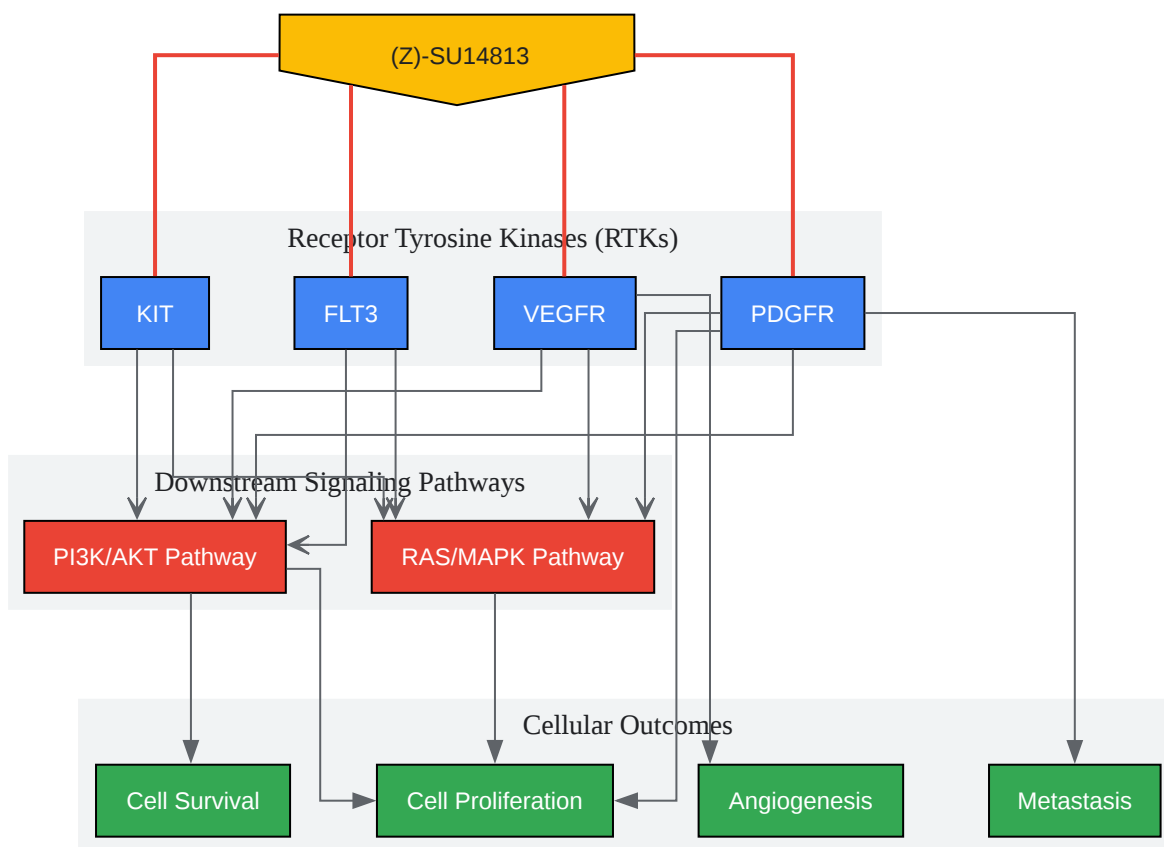 (Z)-SU14813
Receptor Tyrosine Kinases (RTKs)
KIT
FLT3
VEGFR
PDGFR
Downstream Signaling Pathways
PI3K/AKT Pathway
RAS/MAPK Pathway
Cellular Outcomes
Cell Survival
Cell Proliferation
Angiogenesis
Metastasis